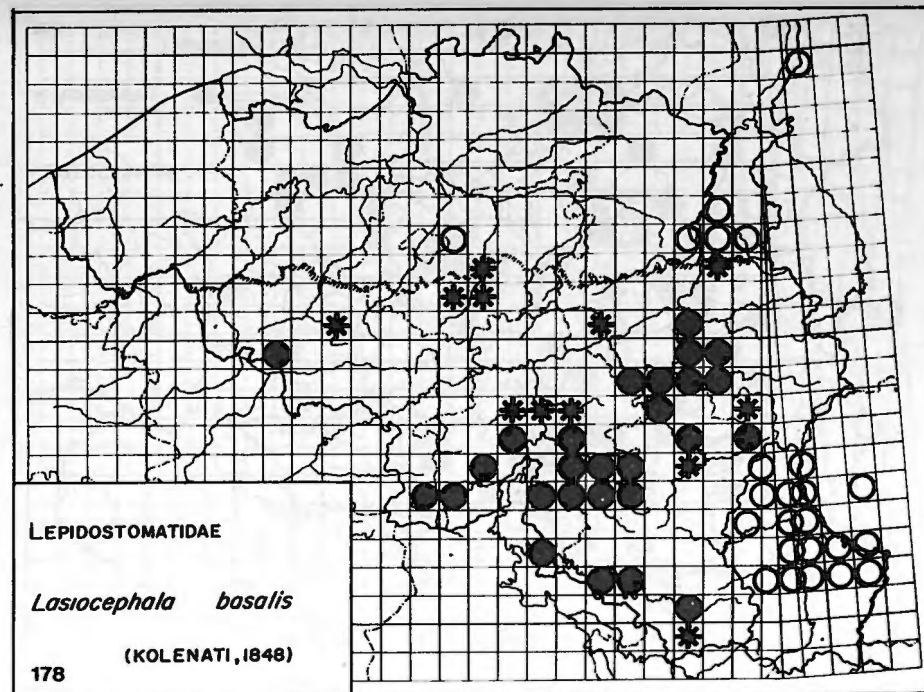 LEPIDOSTOMATIDAE
Lasiocephala basalis
(KOLENATI, 1848)
178